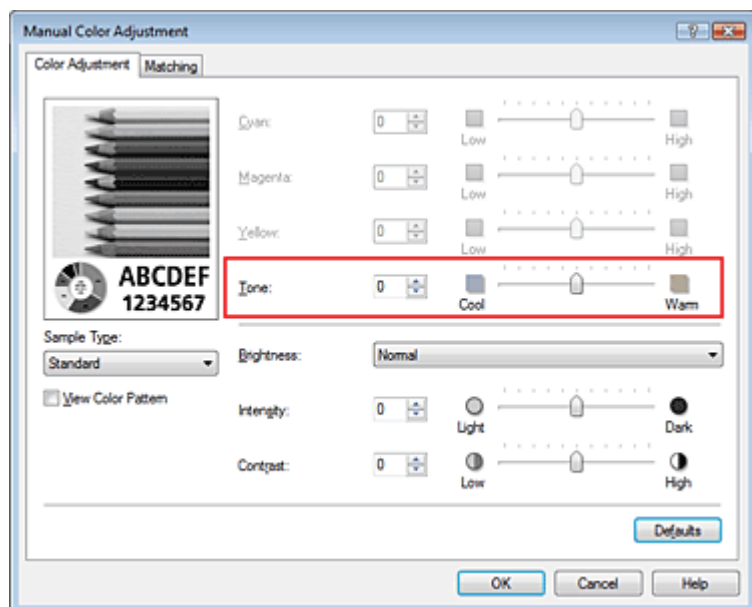 Manual Color Adjustment
Color Adjustment Matching
Cyan: 0 Low High
Magenta: 0 Low High
Yellow: 0 Low High
ABCDEF
1234567
Tone: 0 Cool Warm
Sample Type:
Standard
View Color Pattern
Brightness: Normal
Intensity: 0 Light Dark
Contrast: 0 Low High
Defaults
OK Cancel Help